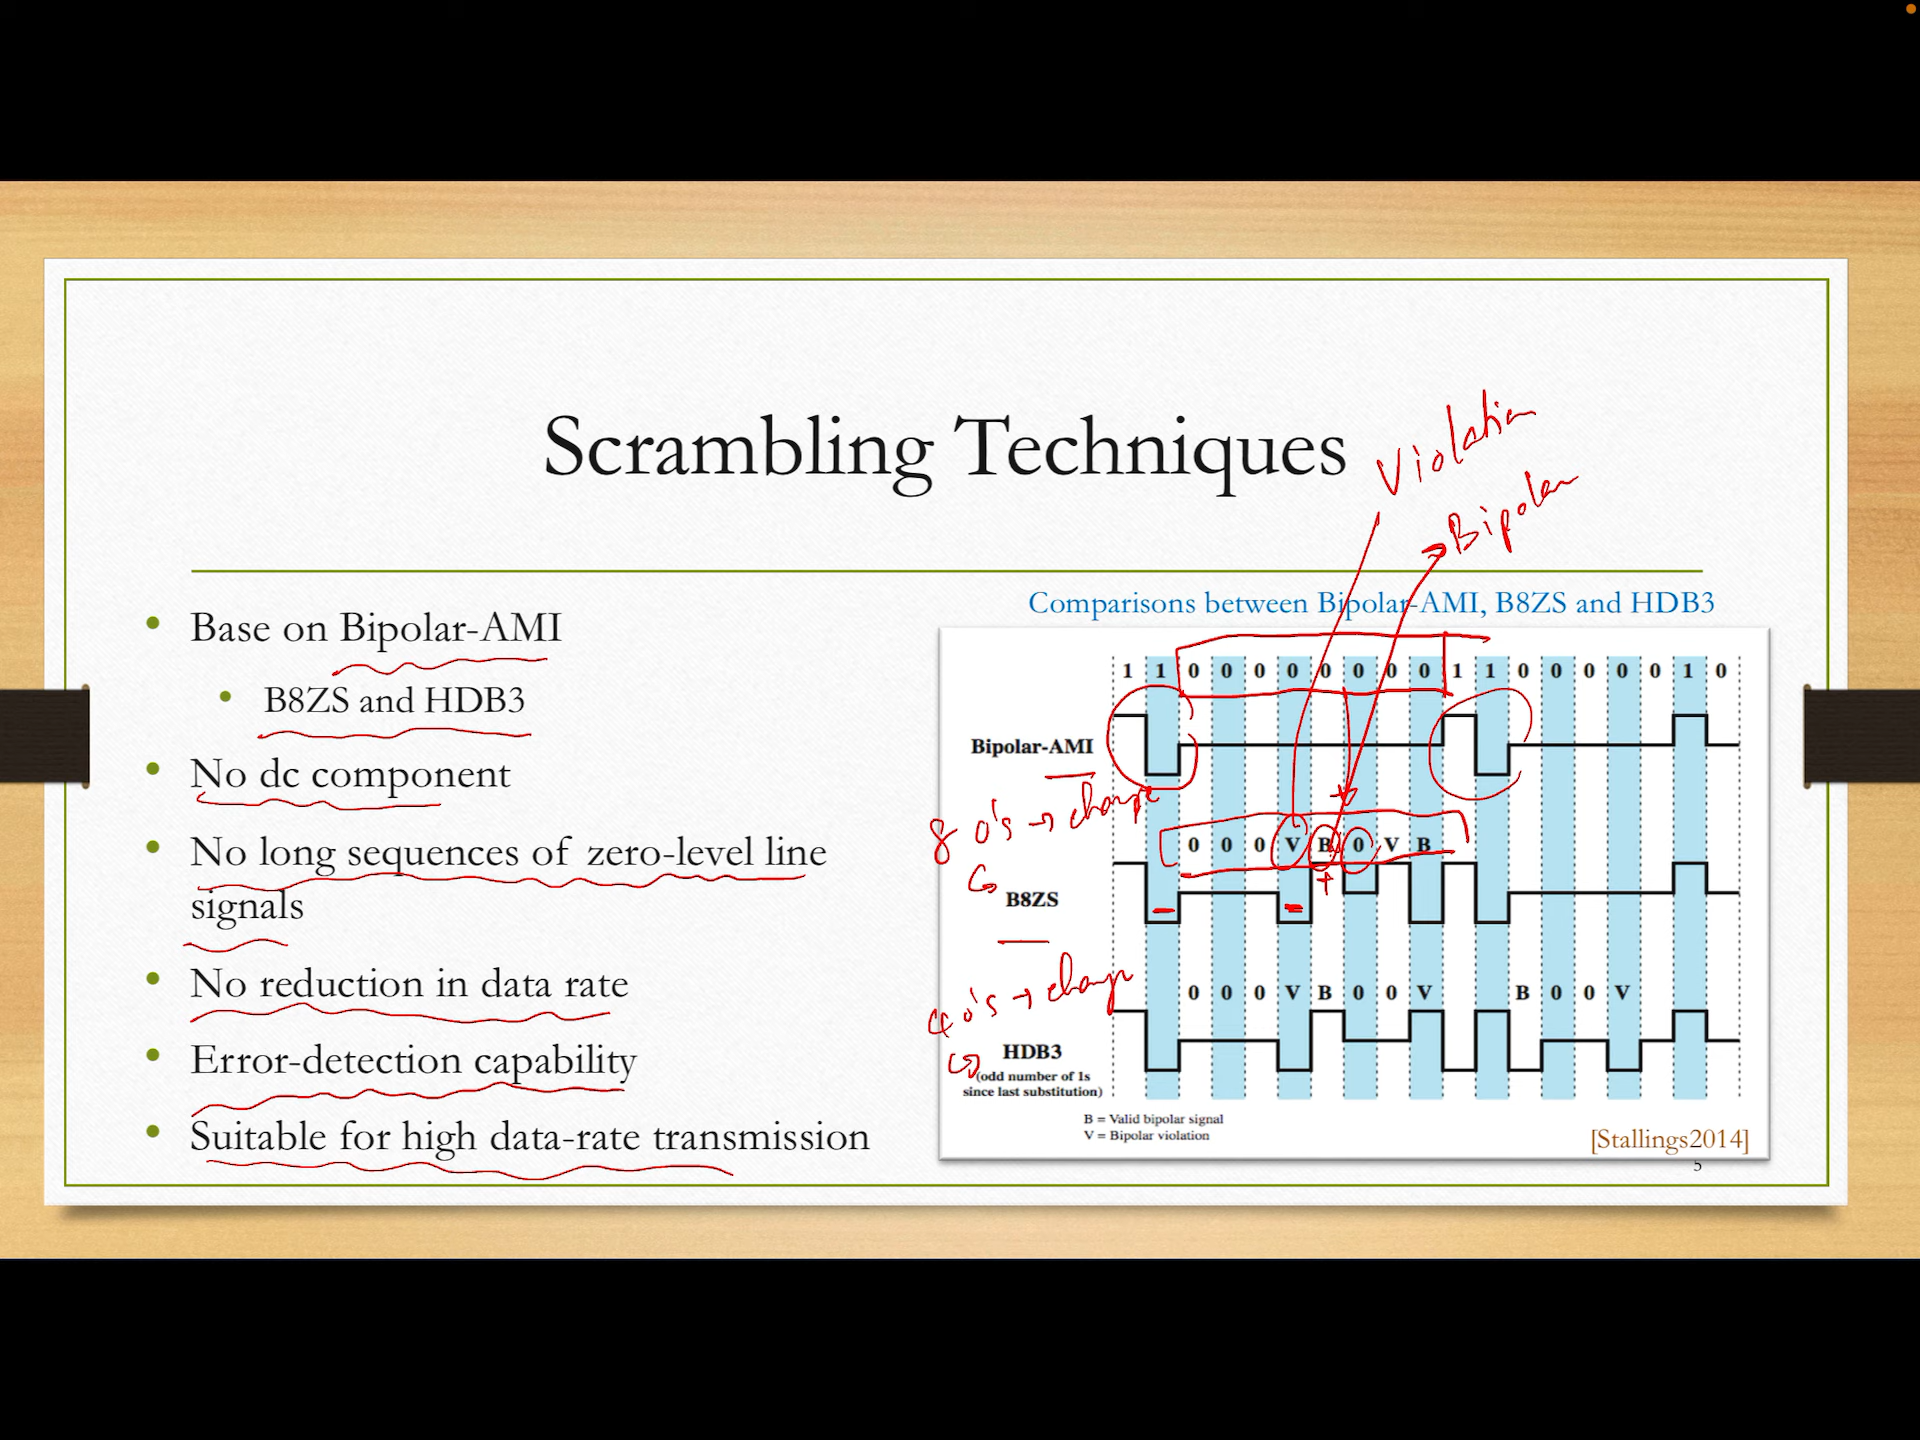 Scrambling Techniques
Violation
Bipolar
• Base on Bipolar-AMI
• B8ZS and HDB3
• No dc component
• No long sequences of zero-level line
signals
• No reduction in data rate
• Error-detection capability
• Suitable for high data-rate transmission
Comparisons between Bipolar-AMI, B8ZS and HDB3
1 1 0 0 0 0 0 0 0 0 1 1 0 0 0 0 0 1 0
Bipolar-AMI
8 0's → change
0 0 0 V B 0 V B
+
B8ZS
4 0's → change
0 0 0 V B 0 0 V B 0 0 V
HDB3
(odd number of 1s
since last substitution)
B = Valid bipolar signal
V = Bipolar violation
[Stallings2014]
5